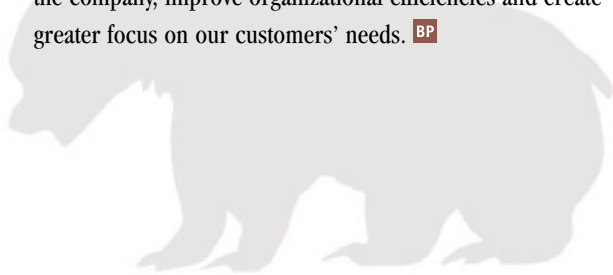 the company, improve organizational efficiencies and create
greater focus on our customers’ needs. BP